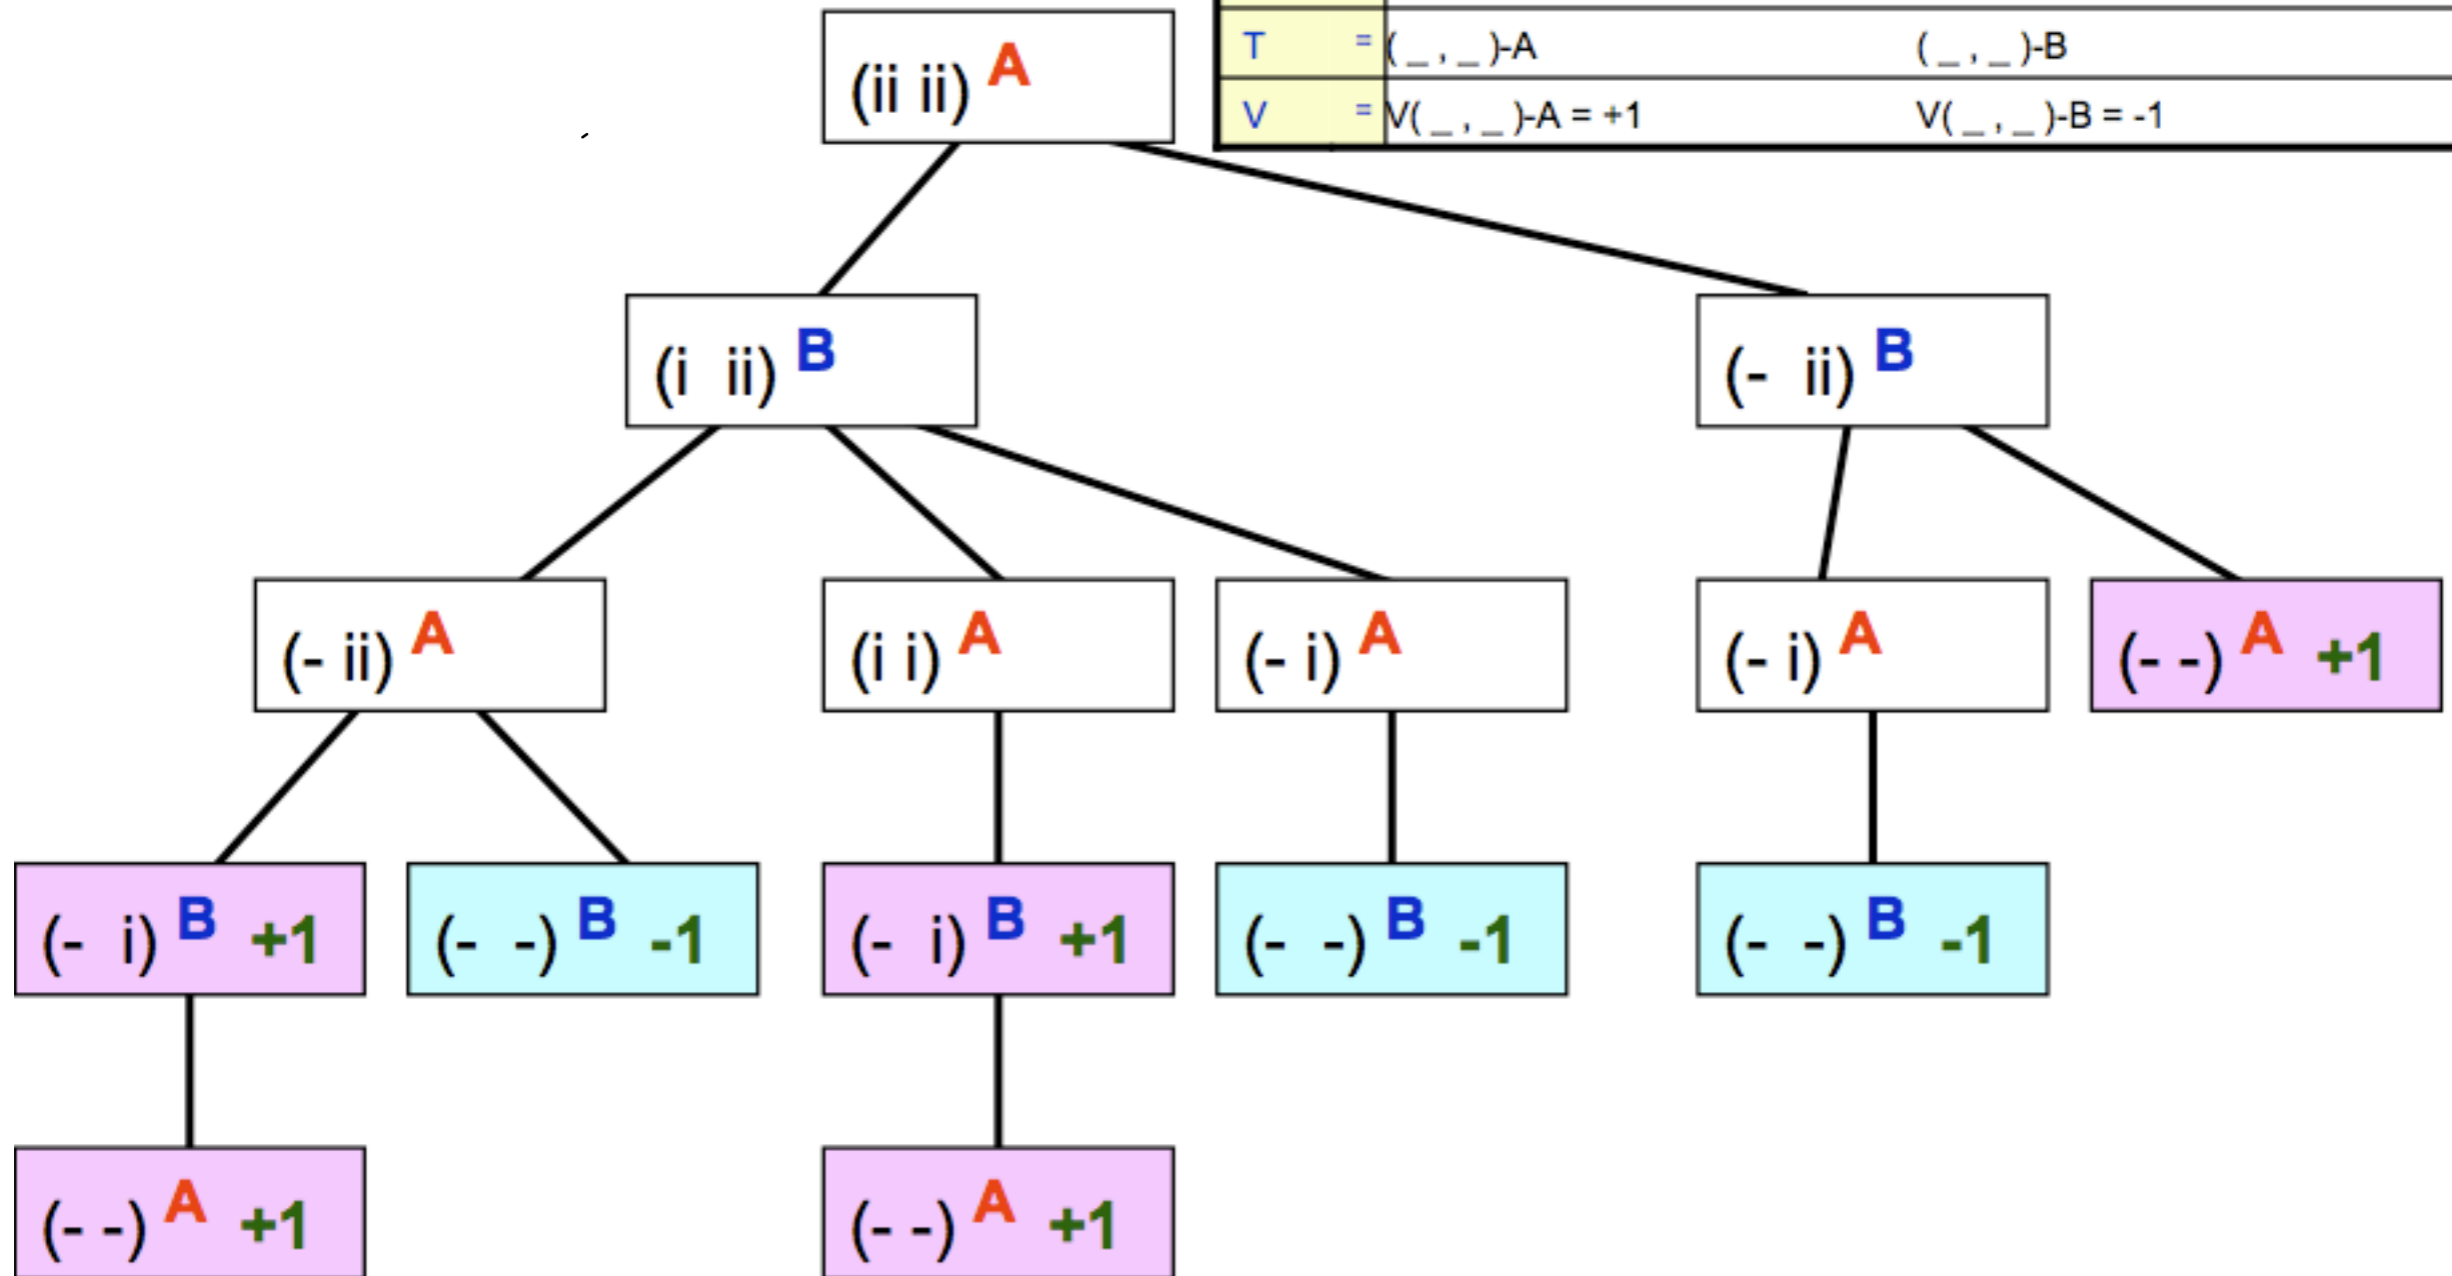 (ii ii) A
T = ( _ , _ )-A ( _ , _ )-B
V = V( _ , _ )-A = +1 V( _ , _ )-B = -1
(i ii) B
(- ii) B
(- ii) A
(i i) A
(- i) A
(- i) A
(- -) A +1
(- i) B +1
(- -) B -1
(- i) B +1
(- -) B -1
(- -) B -1
(- -) A +1
(- -) A +1